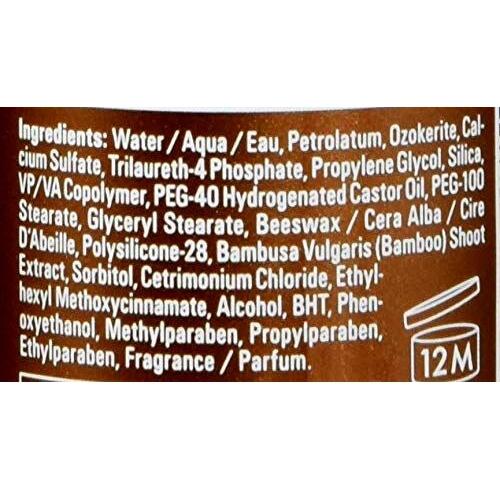 Ingredients: Water / Aqua / Eau, Petrolatum, Ozokerite, Cal-
cium Sulfate, Trilaureth-4 Phosphate, Propylene Glycol, Silica,
VP/VA Copolymer, PEG-40 Hydrogenated Castor Oil, PEG-100
Stearate, Glyceryl Stearate, Beeswax / Cera Alba / Cire
D'Abeille, Polysilicone-28, Bambusa Vulgaris (Bamboo) Shoot
Extract, Sorbitol, Cetrimonium Chloride, Ethyl-
hexyl Methoxycinnamate, Alcohol, BHT, Phen-
oxyethanol, Methylparaben, Propylparaben,
Ethylparaben, Fragrance / Parfum.
12M